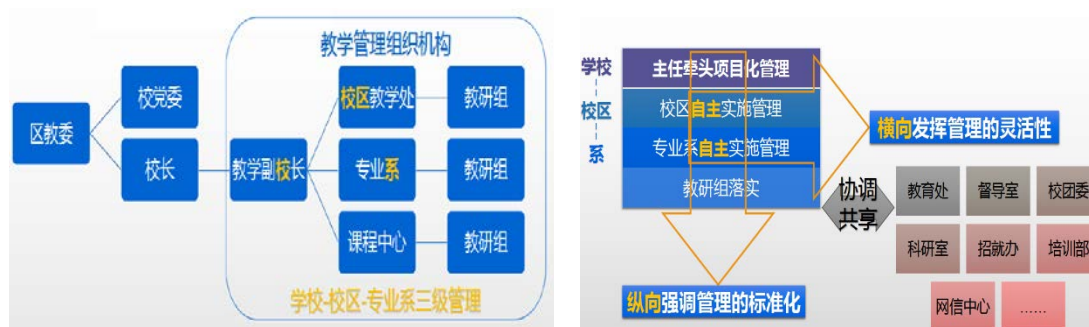 教学管理组织机构
区教委
校党委
校长
教学副校长
校区教学处
教研组
专业系
教研组
课程中心
教研组
学校-校区-专业系三级管理
学校
校区
系
主任牵头项目化管理
校区自主实施管理
专业系自主实施管理
教研组落实
横向发挥管理的灵活性
纵向强调管理的标准化
协调
共享
教育处
督导室
校团委
科研室
招就办
培训部
网信中心
……